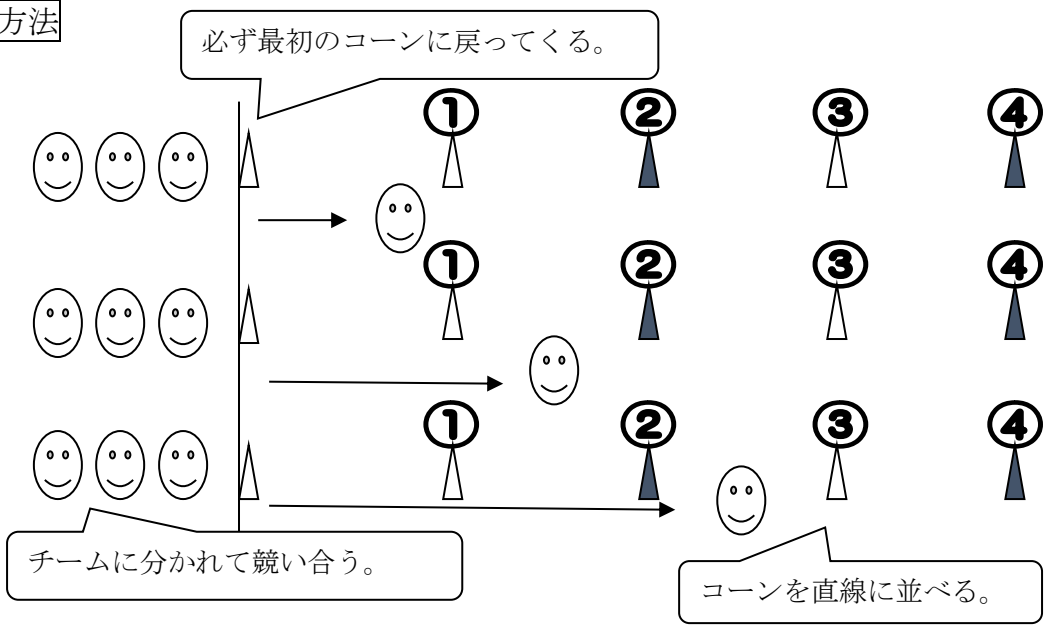 方法
必ず最初のコーンに戻ってくる。
① ② ③ ④
① ② ③ ④
① ② ③ ④
チームに分かれて競い合う。
コーンを直線に並べる。